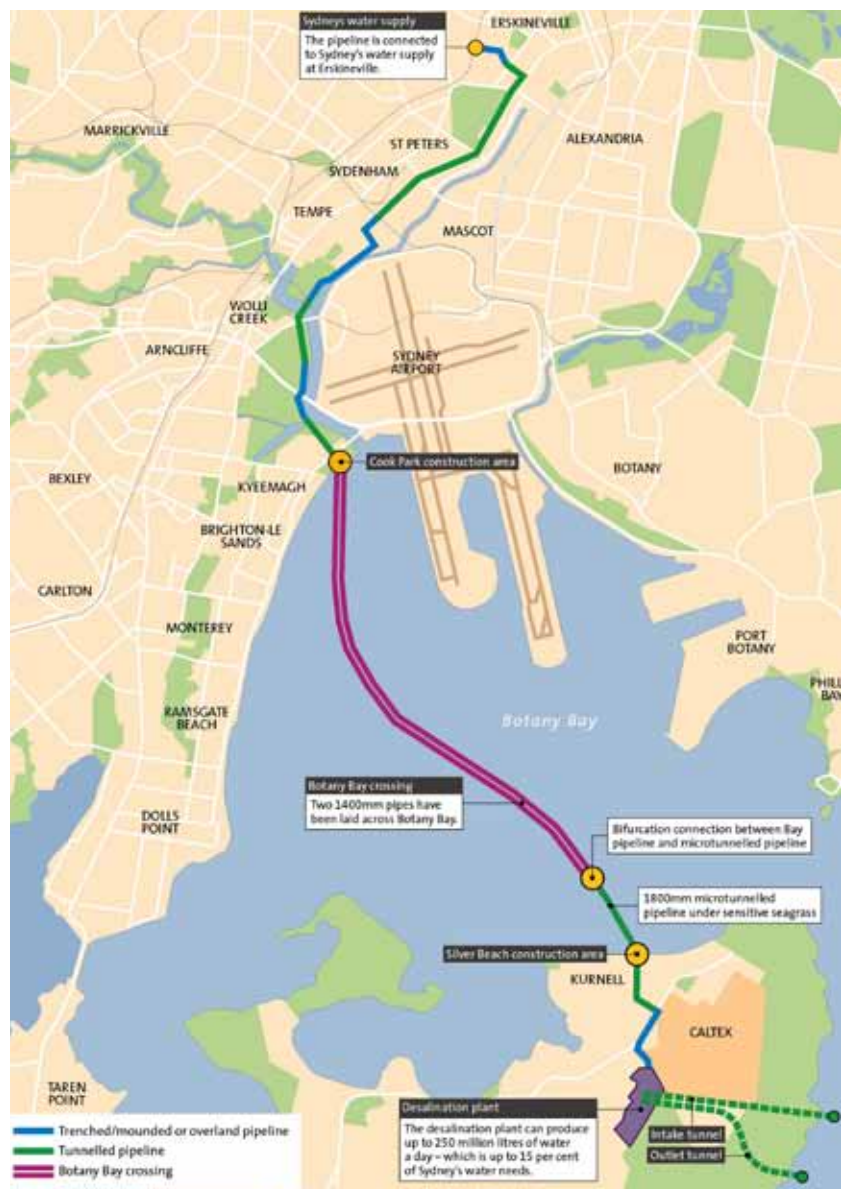 Sydneys water supply
The pipeline is connected
to Sydney's water supply
at Erskineville.
ERSKINEVILLE
MARRICKVILLE
ST PETERS
ALEXANDRIA
SYDENHAM
TEMPE
MASCOT
WOLLI
CREEK
ARNCLIFFE
SYDNEY
AIRPORT
Cook Park construction area
BEXLEY
KYEEMAGH
BOTANY
BRIGHTON-LE
SANDS
CARLTON
MONTEREY
PORT
BOTANY
PHILL
BAY
RAMSGATE
BEACH
Botany Bay
Botany Bay crossing
Two 1400mm pipes have
been laid across Botany Bay.
DOLLS
POINT
Bifurcation connection between Bay
pipeline and microtunnelled pipeline
1800mm microtunnelled
pipeline under sensitive seagrass
Silver Beach construction area
KURNELL
CALTEX
TAREN
POINT
Desalination plant
The desalination plant can produce
up to 250 million litres of water
a day – which is up to 15 per cent
of Sydney's water needs.
Intake tunnel
Outlet tunnel
Trenched/mounded or overland pipeline
Tunnelled pipeline
Botany Bay crossing